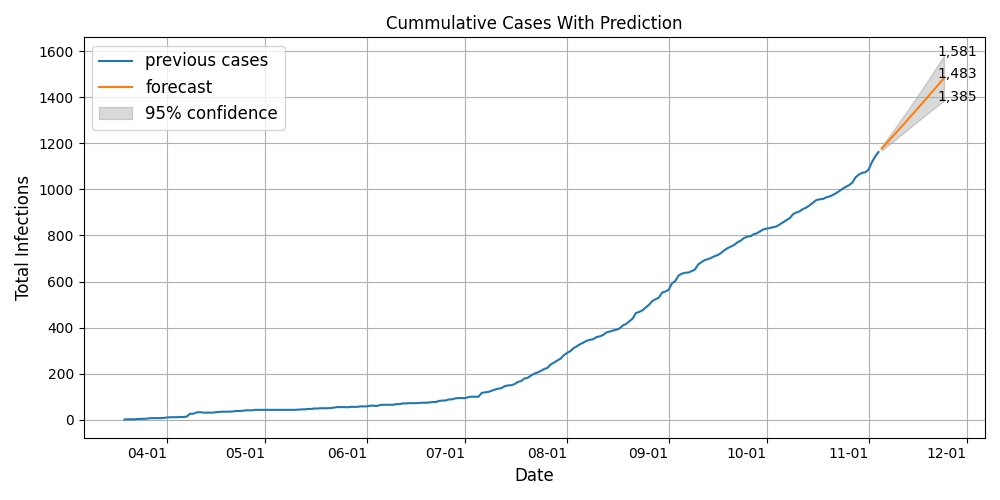 Cummulative Cases With Prediction
previous cases
forecast
95% confidence
1,581
1,483
1,385
1600
1400
1200
1000
800
600
400
200
0
Total Infections
04-01 05-01 06-01 07-01 08-01 09-01 10-01 11-01 12-01
Date